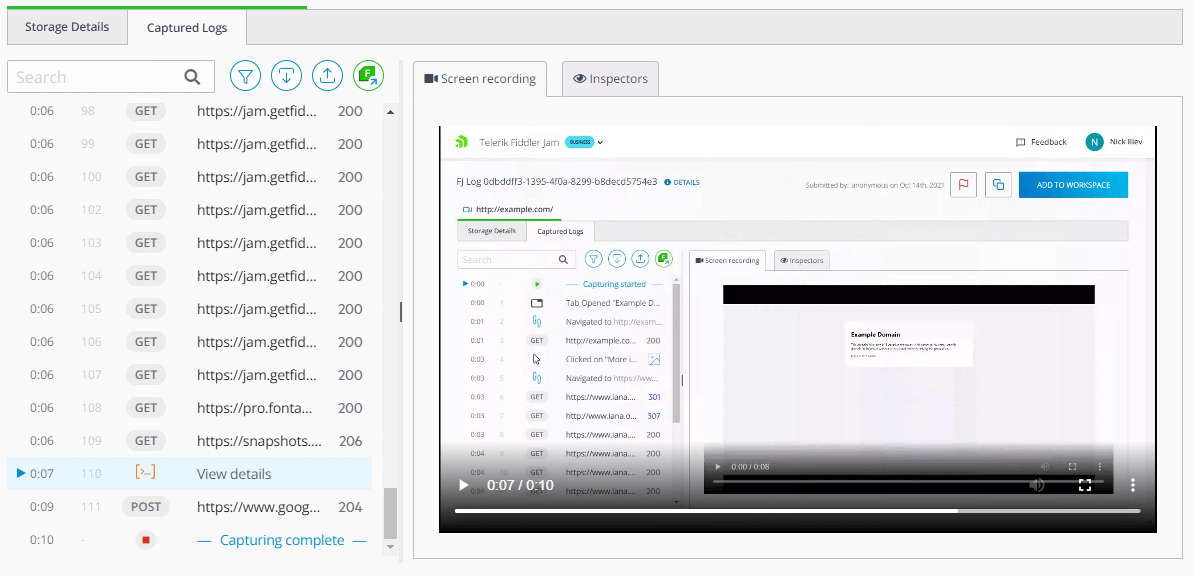 Storage Details Captured Logs
Search
0:06 98 GET https://jam.getfid... 200
0:06 99 GET https://jam.getfid... 200
0:06 100 GET https://jam.getfid... 200
0:06 102 GET https://jam.getfid... 200
0:06 103 GET https://jam.getfid... 200
0:06 104 GET https://jam.getfid... 200
0:06 105 GET https://jam.getfid... 200
0:06 106 GET https://jam.getfid... 200
0:06 107 GET https://jam.getfid... 200
0:06 108 GET https://pro.fonta... 200
0:06 109 GET https://snapshots.... 206
0:07 110 View details
0:09 111 POST https://www.goog... 204
0:10 - Capturing complete
Screen recording Inspectors
Telerik Fiddler Jam BUSINESS Feedback N Nick Iliev
FJ Log 0dbddff3-1395-4f0a-8299-b8decd5754e3 DETAILS Submitted by: anonymous on Oct 14th, 2021 ADD TO WORKSPACE
http://example.com/
Storage Details Captured Logs
Search
Screen recording Inspectors
0:00 - Capturing started
0:00 1 Tab Opened "Example D...
0:01 2 Navigated to http://exam...
0:01 3 GET http://example.co... 200
0:03 4 Clicked on "More i...
0:03 5 Navigated to https://ww...
0:03 6 GET https://www.iana.... 301
0:03 7 GET http://www.iana.o... 307
0:03 8 GET https://www.iana.... 200
0:04 9 GET https://www.iana.... 200
0:04 10 GET https://www.iana.... 200
0:04 GET https://www.iana.... 200
Example Domain
0:00 / 0:08
0:07 / 0:10